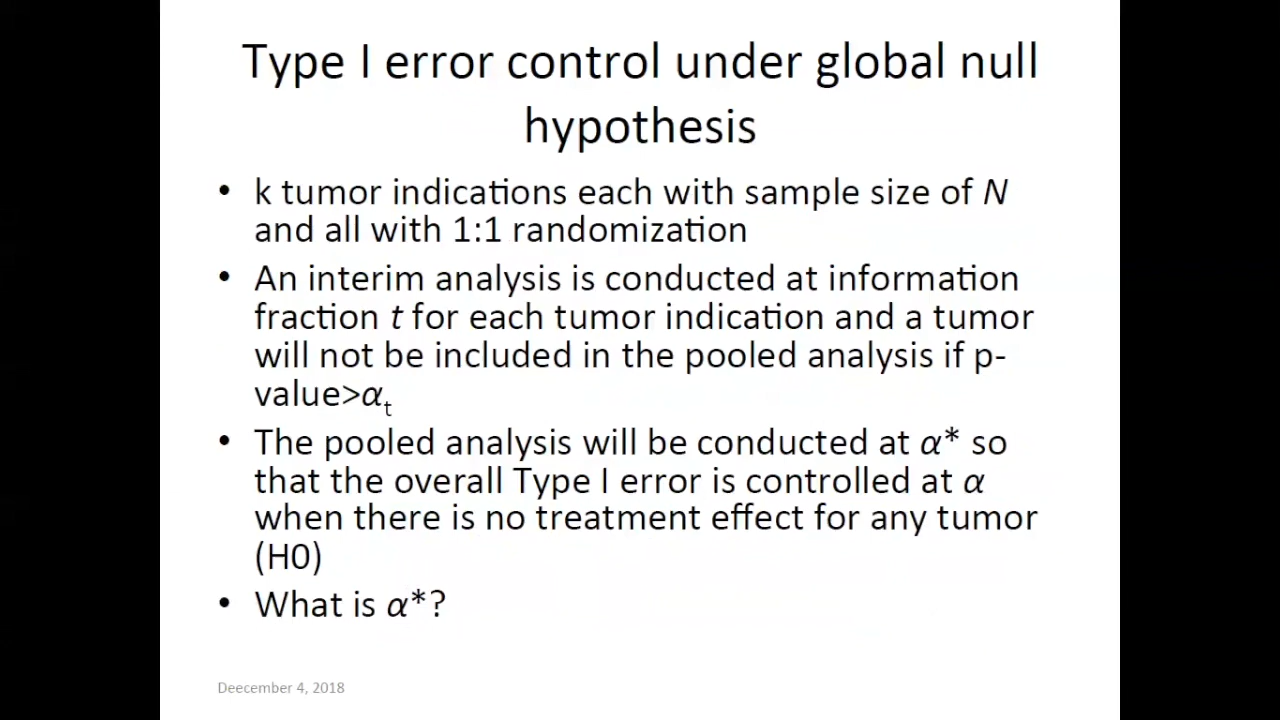 Type I error control under global null
hypothesis
• k tumor indications each with sample size of N
and all with 1:1 randomization
• An interim analysis is conducted at information
fraction t for each tumor indication and a tumor
will not be included in the pooled analysis if p-
value>αt
• The pooled analysis will be conducted at α* so
that the overall Type I error is controlled at α
when there is no treatment effect for any tumor
(H0)
• What is α*?
Deecember 4, 2018